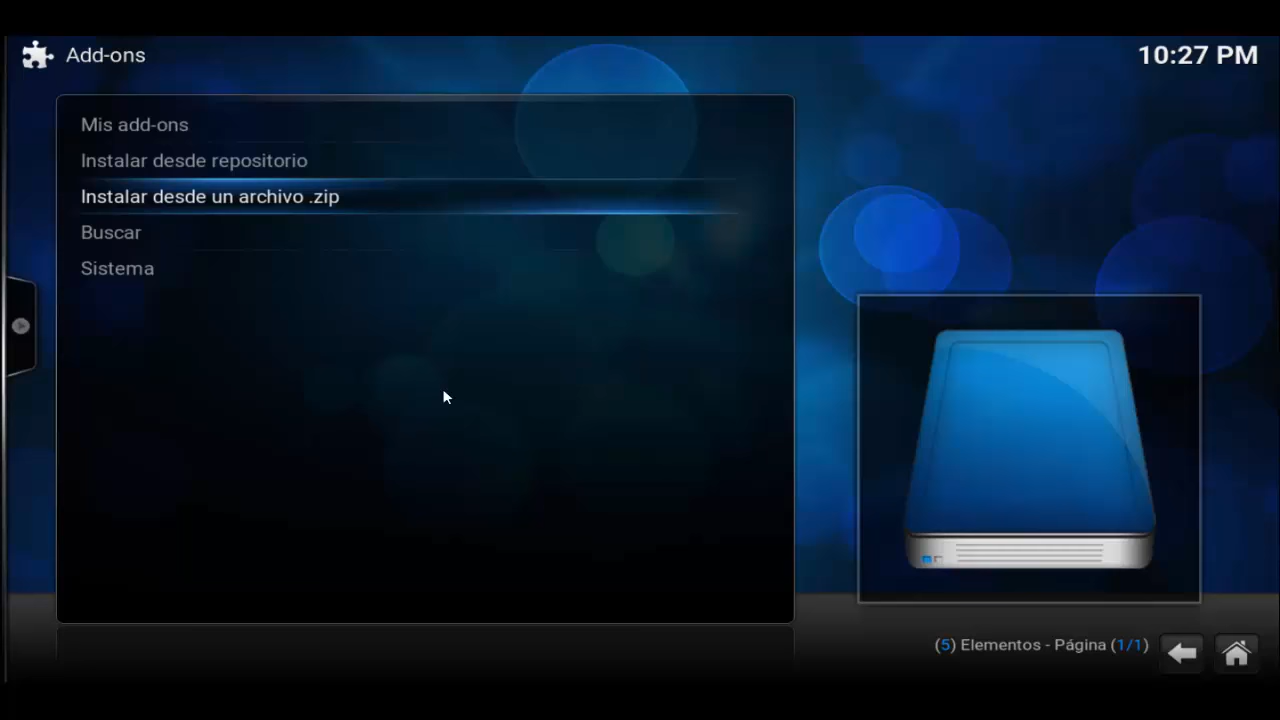 Add-ons
10:27 PM
Mis add-ons
Instalar desde repositorio
Instalar desde un archivo .zip
Buscar
Sistema
(5) Elementos - Página (1/1)